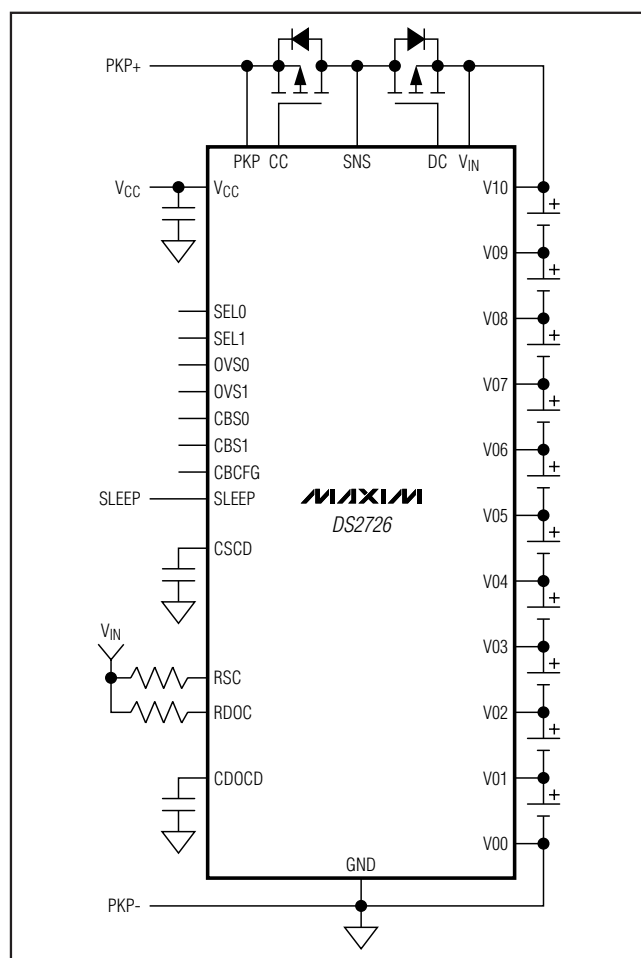 PKP+
PKP CC SNS DC VIN
VCC VCC V10
+
V09
+
SEL0 V08
+
SEL1
OVS0
OVS1 V07
+
CBS0
CBS1 V06
+
CBCFG
SLEEP SLEEP
MAXIM
DS2726
V05
+
CSCD
V04
+
VIN
V03
+
RSC
RDOC V02
+
CDOCD V01
+
V00
GND
PKP-